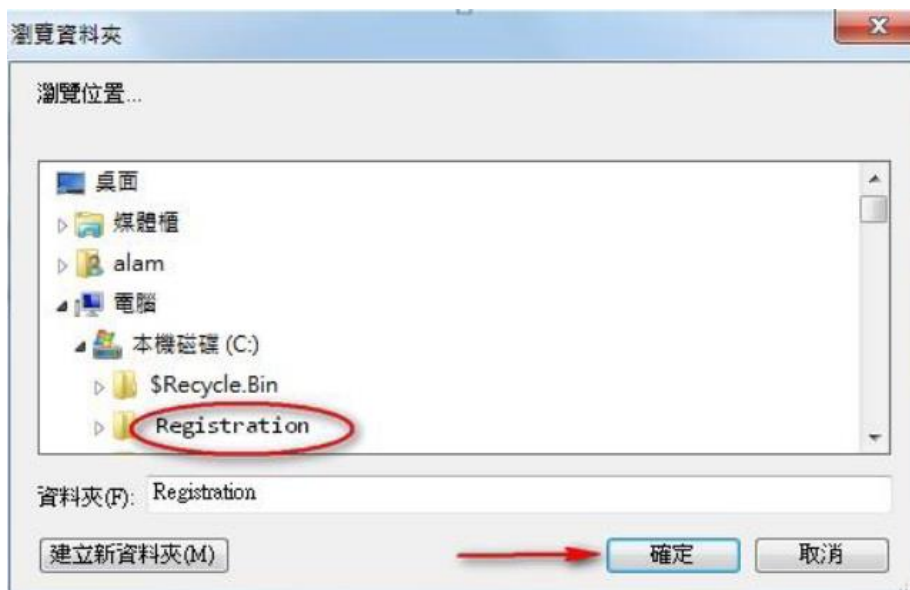 瀏覽資料夾
瀏覽位置...
桌面
媒體櫃
alam
電腦
本機磁碟 (C:)
$Recycle.Bin
Registration
資料夾(F): Registration
建立新資料夾(M) 確定 取消